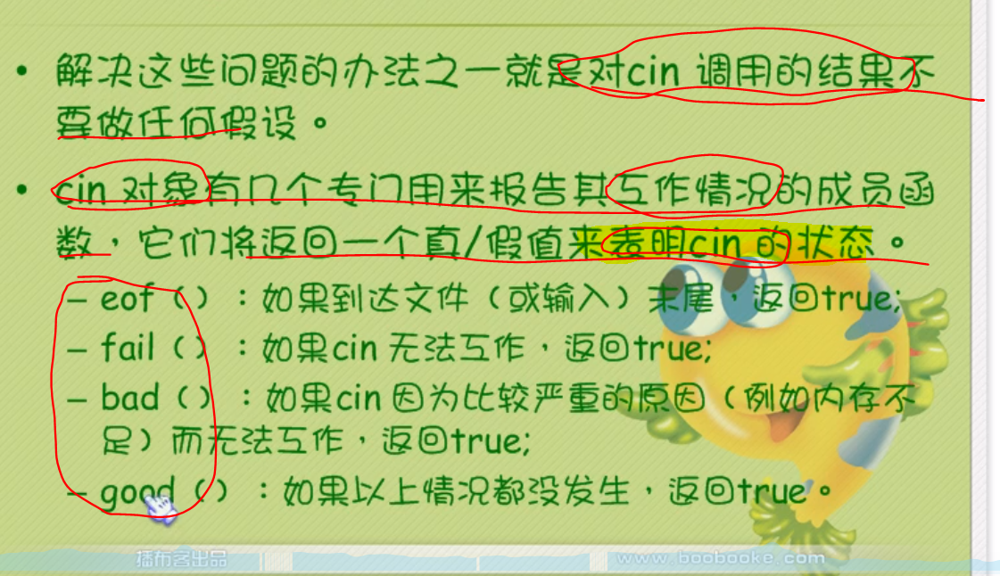 • 解决这些问题的办法之一就是对cin 调用的结果不
要做任何假设。
• cin 对象有几个专门用来报告其工作情况的成员函
数，它们将返回一个真/假值来表明cin 的状态。
– eof（）：如果到达文件（或输入）末尾，返回true;
– fail（）：如果cin 无法工作，返回true;
– bad（）：如果cin 因为比较严重的原因（例如内存不
足）而无法工作，返回true;
– good（）：如果以上情况都没发生，返回true。
播布客出品
www.boobooke.com